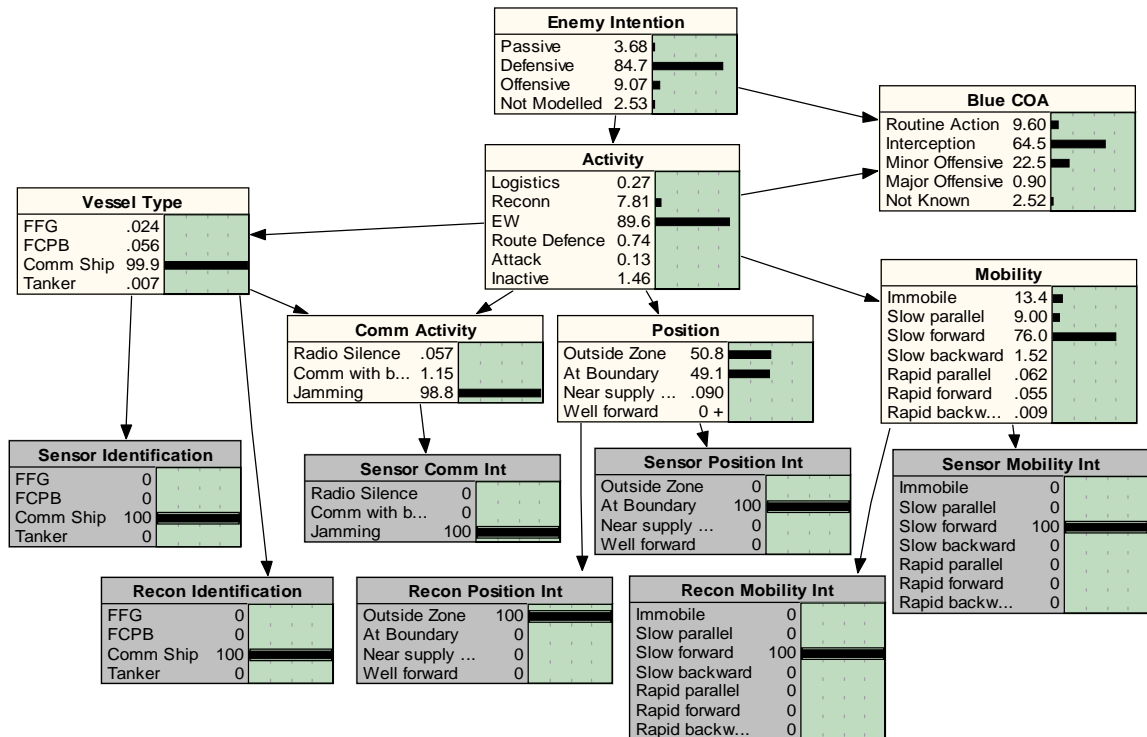 Enemy Intention
Passive 3.68
Defensive 84.7
Offensive 9.07
Not Modelled 2.53
Blue COA
Routine Action 9.60
Interception 64.5
Minor Offensive 22.5
Major Offensive 0.90
Not Known 2.52
Activity
Logistics 0.27
Reconn 7.81
EW 89.6
Route Defence 0.74
Attack 0.13
Inactive 1.46
Vessel Type
FFG .024
FCPB .056
Comm Ship 99.9
Tanker .007
Mobility
Immobile 13.4
Slow parallel 9.00
Slow forward 76.0
Slow backward 1.52
Rapid parallel .062
Rapid forward .055
Rapid backw... .009
Comm Activity
Radio Silence .057
Comm with b... 1.15
Jamming 98.8
Position
Outside Zone 50.8
At Boundary 49.1
Near supply ... .090
Well forward 0 +
Sensor Identification
FFG 0
FCPB 0
Comm Ship 100
Tanker 0
Sensor Comm Int
Radio Silence 0
Comm with b... 0
Jamming 100
Sensor Position Int
Outside Zone 0
At Boundary 100
Near supply ... 0
Well forward 0
Sensor Mobility Int
Immobile 0
Slow parallel 0
Slow forward 100
Slow backward 0
Rapid parallel 0
Rapid forward 0
Rapid backw... 0
Recon Identification
FFG 0
FCPB 0
Comm Ship 100
Tanker 0
Recon Position Int
Outside Zone 100
At Boundary 0
Near supply ... 0
Well forward 0
Recon Mobility Int
Immobile 0
Slow parallel 0
Slow forward 100
Slow backward 0
Rapid parallel 0
Rapid forward 0
Rapid backw... 0